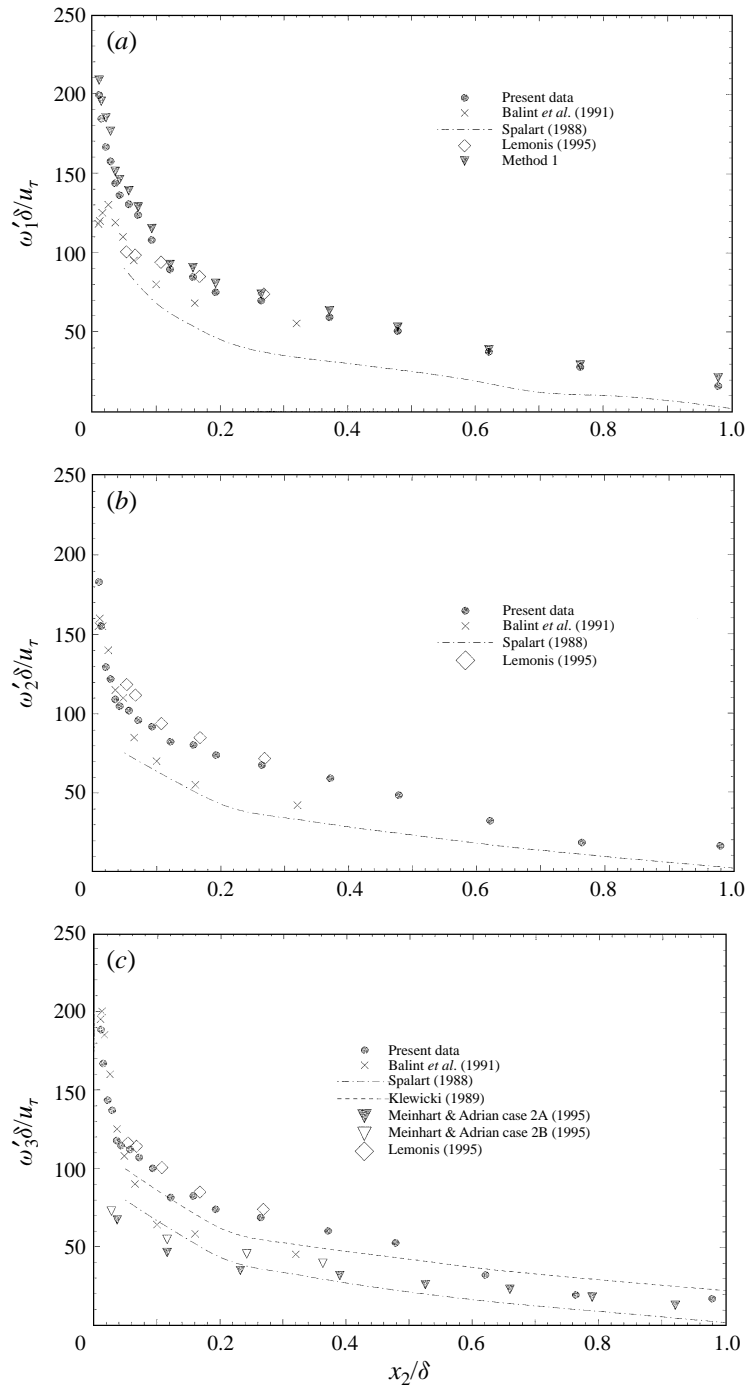 250
(a)
200
Present data
Balint et al. (1991)
Spalart (1988)
Lemonis (1995)
Method 1
150
ω′1δ/uτ
100
50
0
0.2
0.4
0.6
0.8
1.0
250
(b)
200
Present data
Balint et al. (1991)
Spalart (1988)
Lemonis (1995)
150
ω′2δ/uτ
100
50
0
0.2
0.4
0.6
0.8
1.0
250
(c)
200
Present data
Balint et al. (1991)
Spalart (1988)
Klewicki (1989)
Meinhart & Adrian case 2A (1995)
Meinhart & Adrian case 2B (1995)
Lemonis (1995)
150
ω′3δ/uτ
100
50
0
0.2
0.4
0.6
0.8
1.0
x2/δ